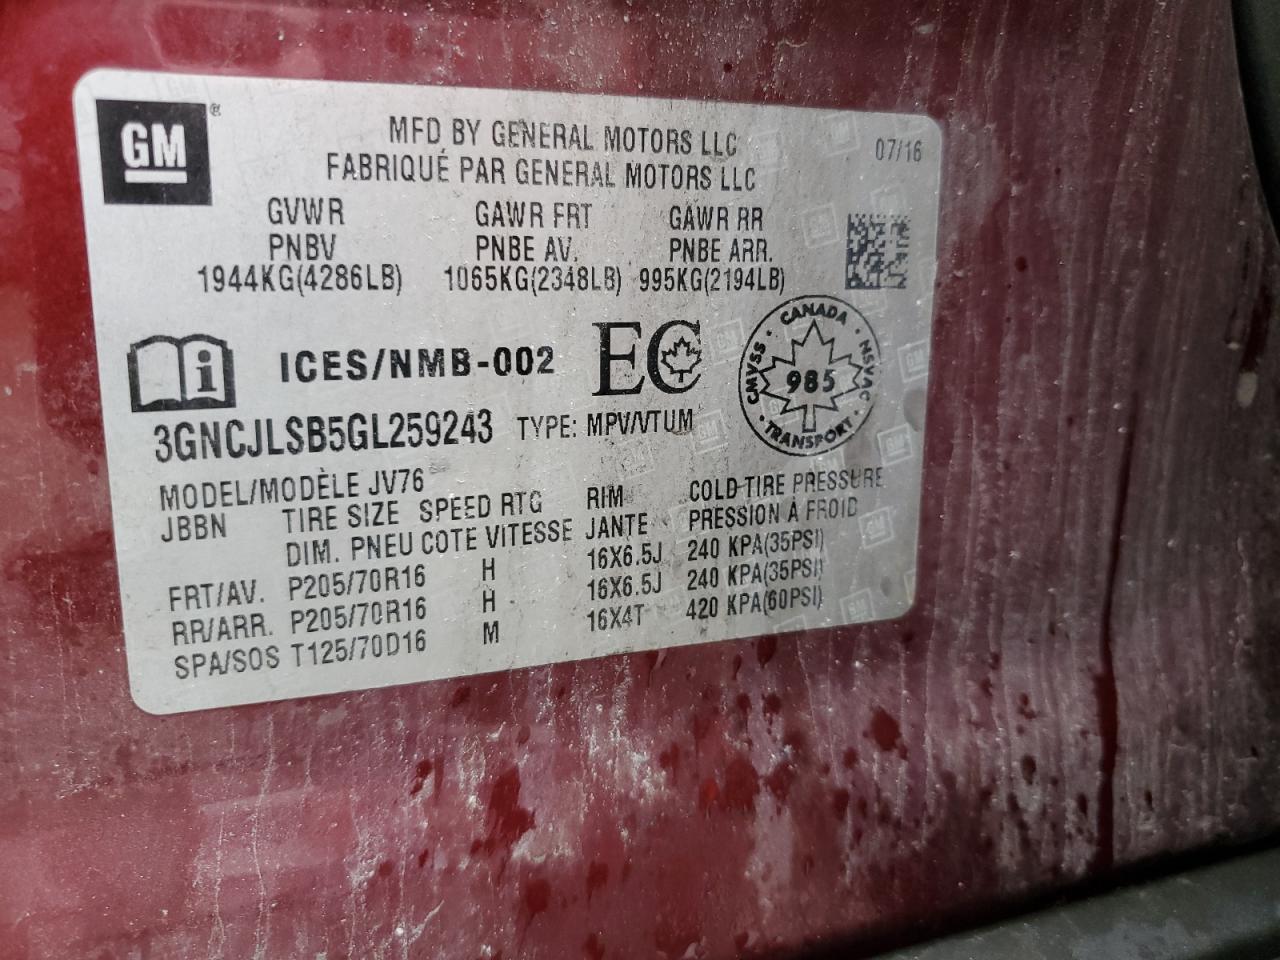 GM®
MFD BY GENERAL MOTORS LLC
07/16
FABRIQUÉ PAR GENERAL MOTORS LLC
GVWR GAWR FRT GAWR RR
PNBV PNBE AV. PNBE ARR.
1944KG(4286LB) 1065KG(2348LB) 995KG(2194LB)
i ICES/NMB-002 EC
CANADA · NSVAC · TRANSPORT · CMVSS ·
985
3GNCJLSB5GL259243 TYPE: MPV/VTUM
MODEL/MODÈLE JV76
JBBN TIRE SIZE SPEED RTG RIM COLD TIRE PRESSURE
DIM. PNEU COTE VITESSE JANTE PRESSION À FROID
FRT/AV. P205/70R16 H 16X6.5J 240 KPA(35PSI)
RR/ARR. P205/70R16 H 16X6.5J 240 KPA(35PSI)
SPA/SOS T125/70D16 M 16X4T 420 KPA(60PSI)